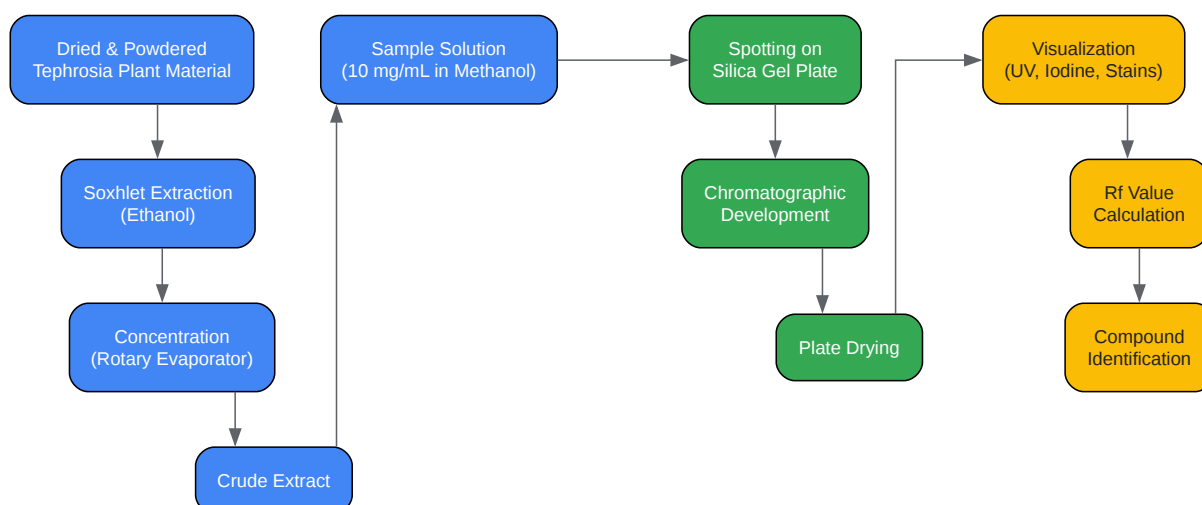 Dried & Powdered
Tephrosia Plant Material
Soxhlet Extraction
(Ethanol)
Concentration
(Rotary Evaporator)
Crude Extract
Sample Solution
(10 mg/mL in Methanol)
Spotting on
Silica Gel Plate
Chromatographic
Development
Plate Drying
Visualization
(UV, Iodine, Stains)
Rf Value
Calculation
Compound
Identification